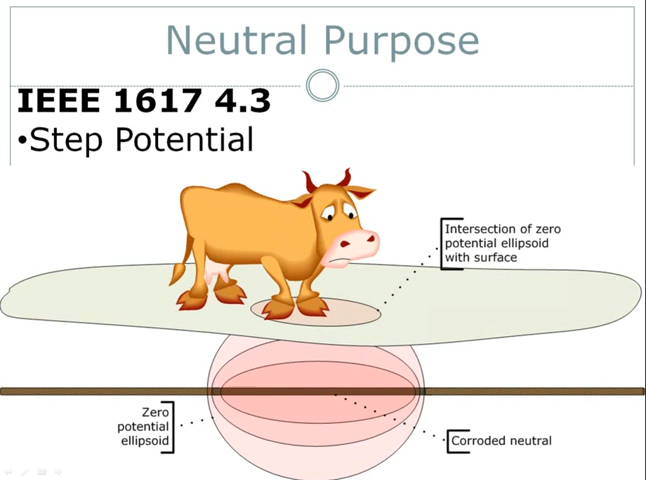 Neutral Purpose
IEEE 1617 4.3
•Step Potential
Intersection of zero
potential ellipsoid
with surface
Zero
potential
ellipsoid
Corroded neutral